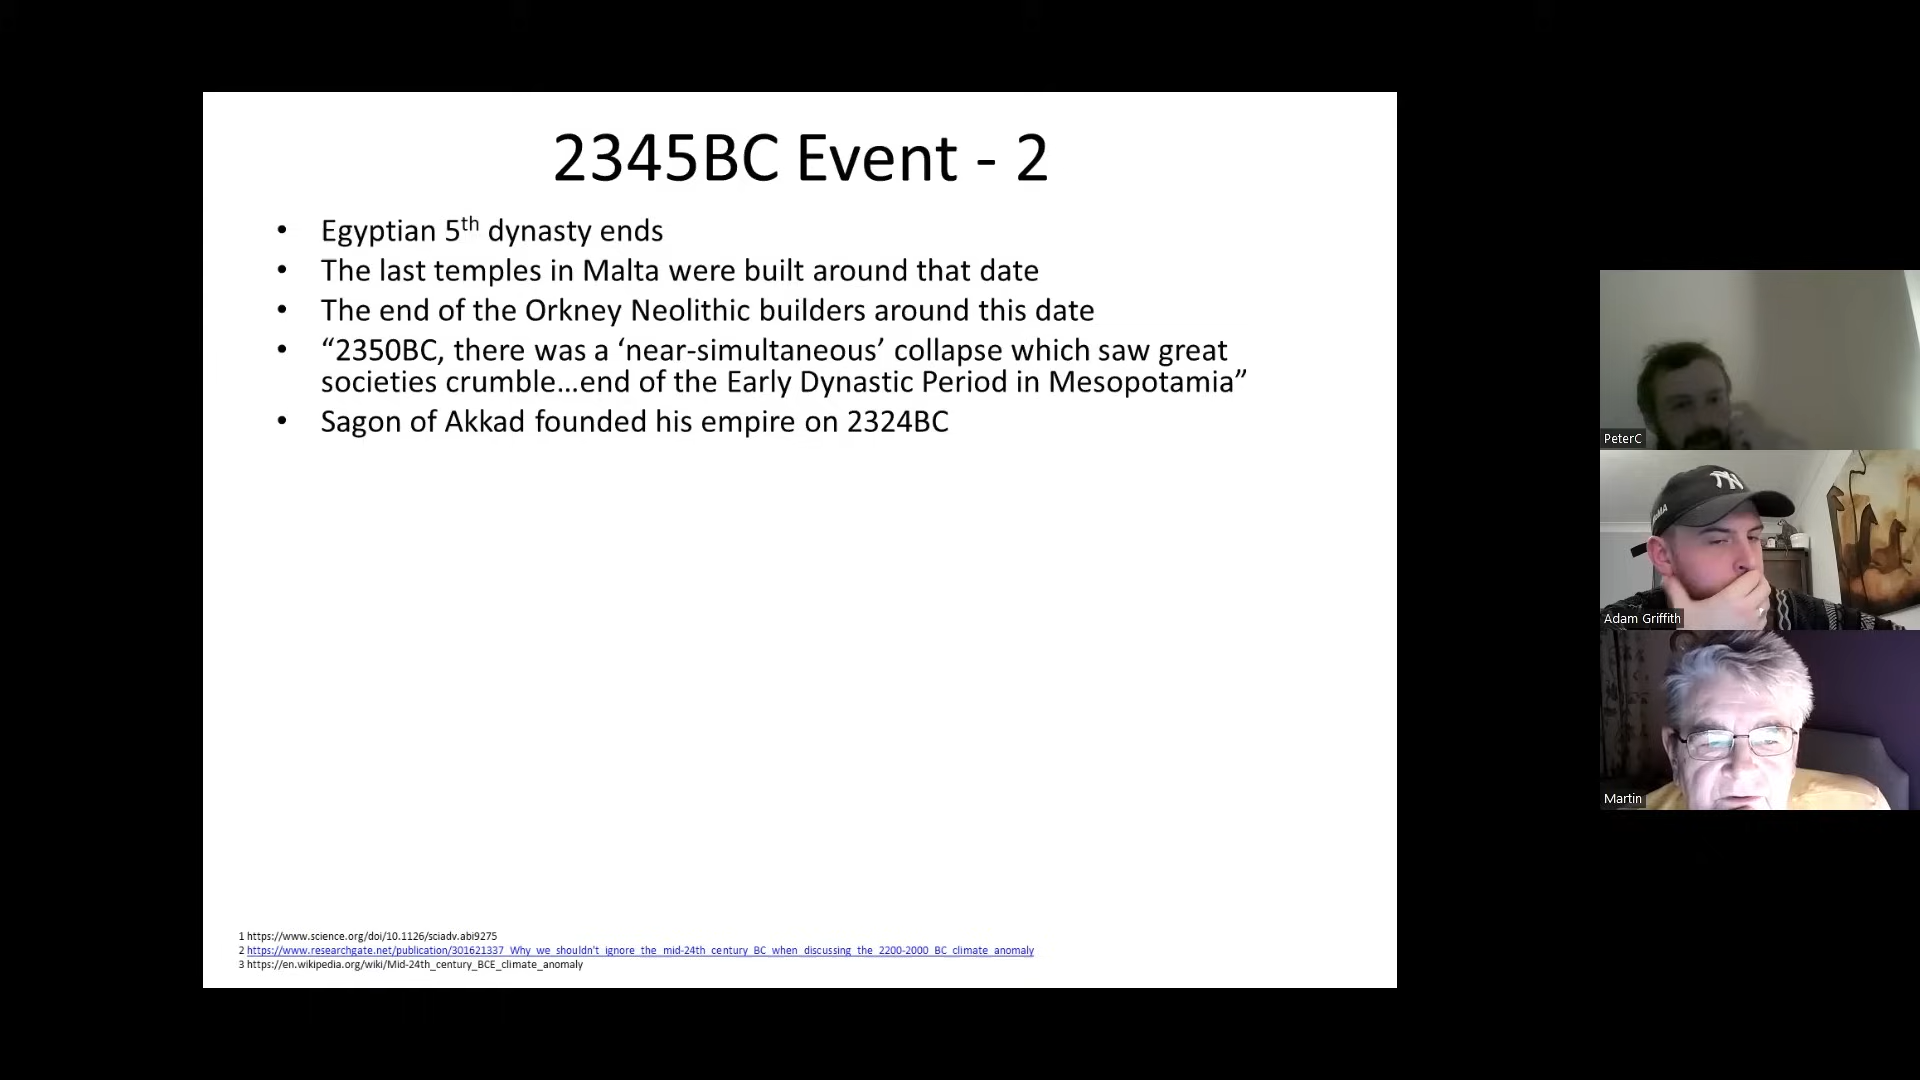 2345BC Event - 2
• Egyptian 5th dynasty ends
• The last temples in Malta were built around that date
• The end of the Orkney Neolithic builders around this date
• “2350BC, there was a ‘near-simultaneous’ collapse which saw great
societies crumble…end of the Early Dynastic Period in Mesopotamia”
• Sagon of Akkad founded his empire on 2324BC
1 https://www.science.org/doi/10.1126/sciadv.abi9275
2 https://www.researchgate.net/publication/301621337_Why_we_shouldn't_ignore_the_mid-24th_century_BC_when_discussing_the_2200-2000_BC_climate_anomaly
3 https://en.wikipedia.org/wiki/Mid-24th_century_BCE_climate_anomaly
PeterC
NY
Adam Griffith
Martin